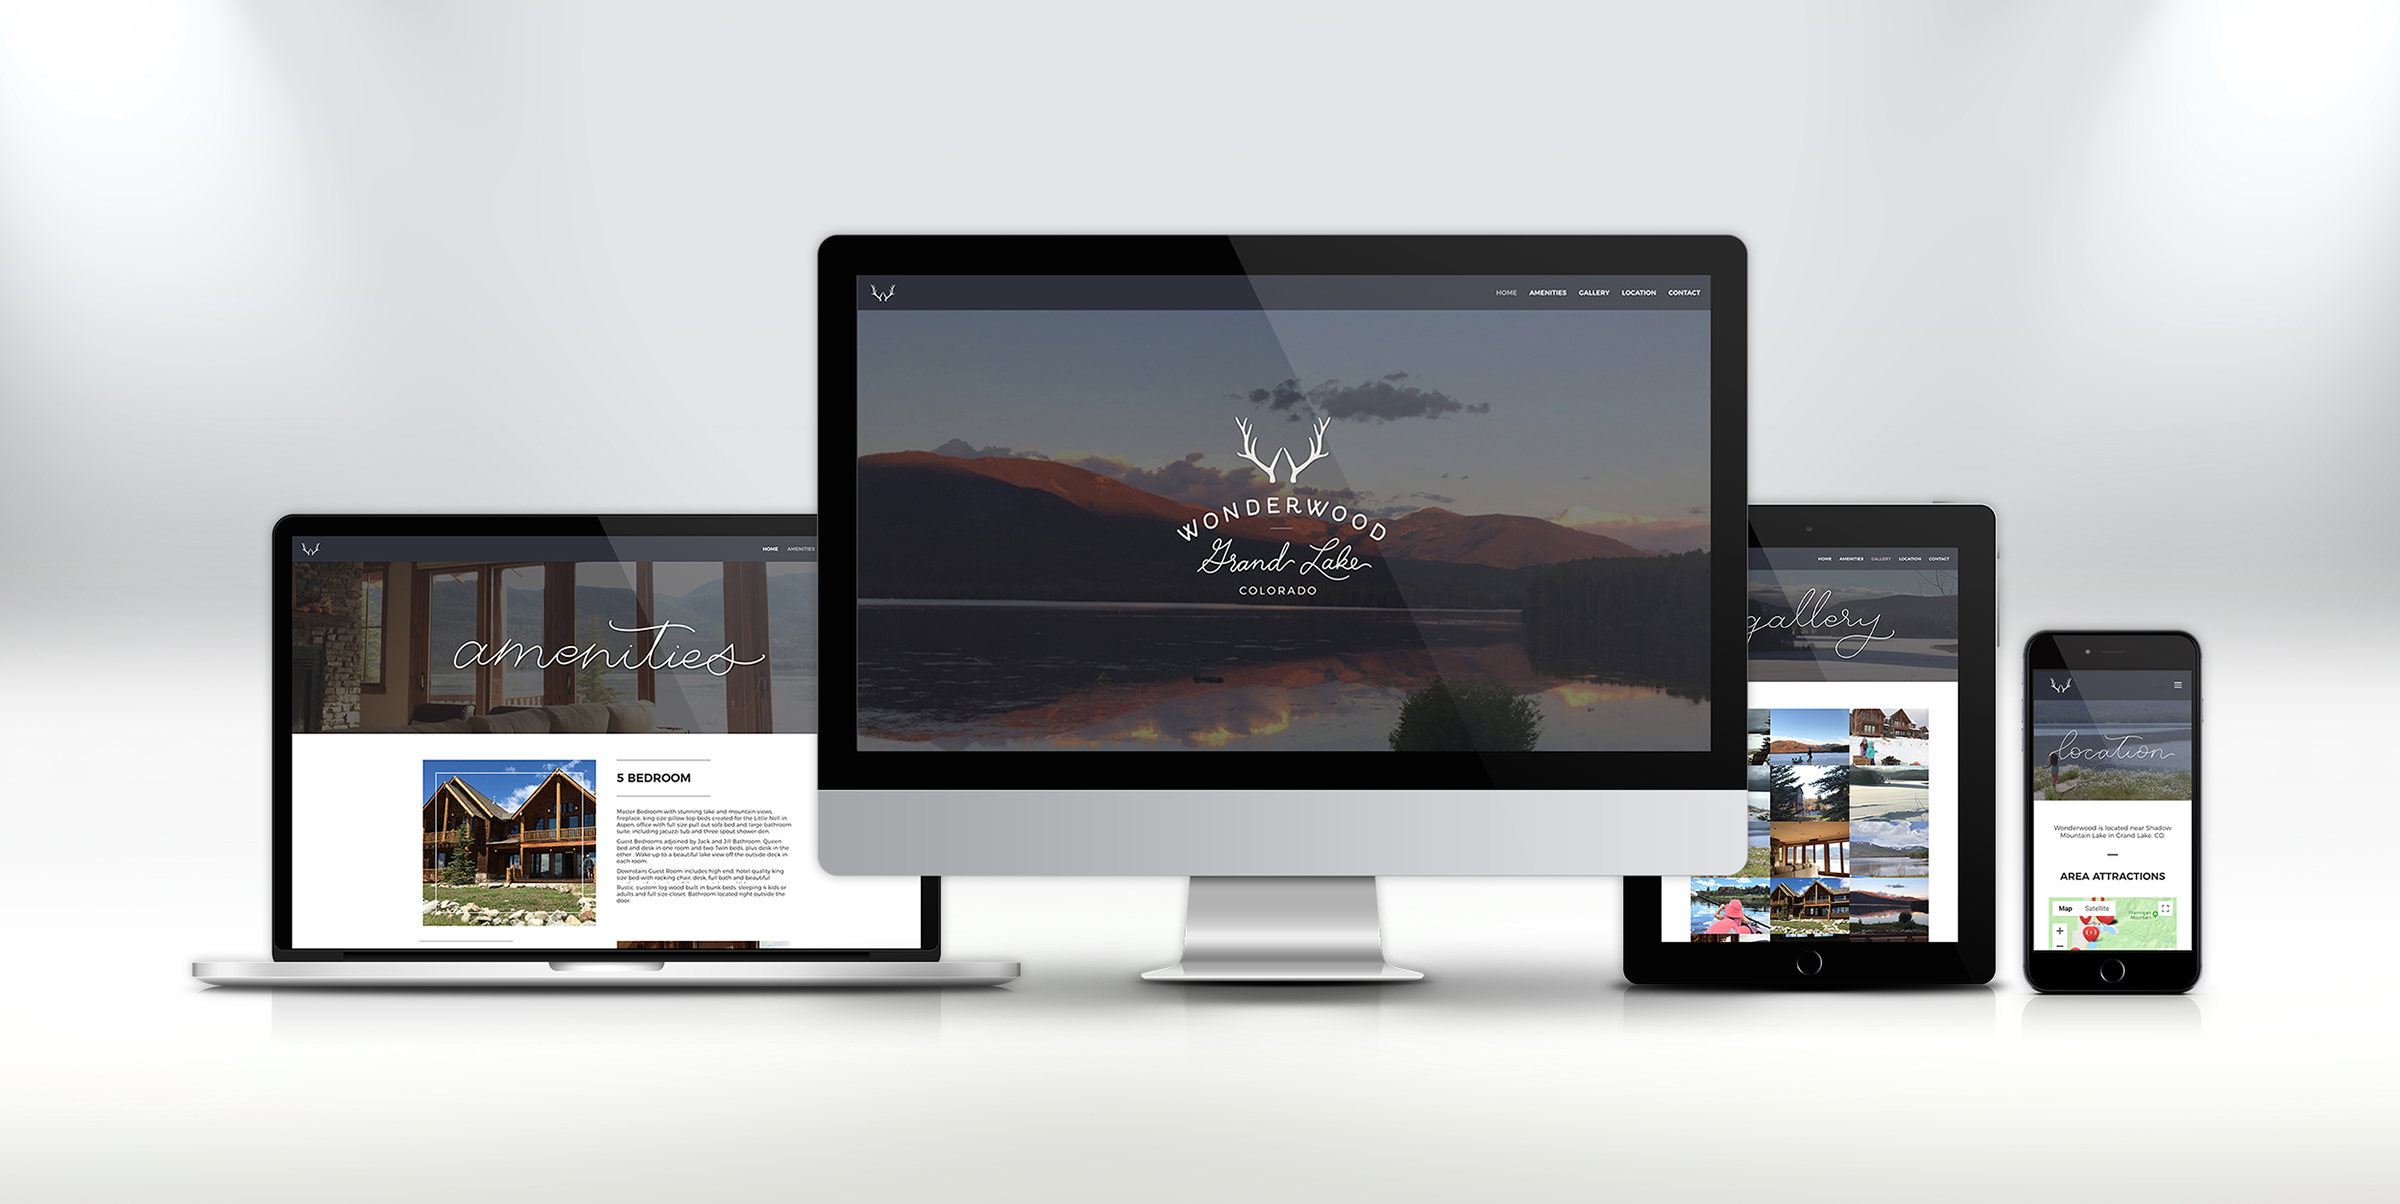 HOME AMENITIES GALLERY LOCATION CONTACT
WONDERWOOD
Grand Lake
COLORADO
HOME AMENITIES
amenities
5 BEDROOM
Master Bedroom with stunning lake and mountain views,
fireplace, king size pillow top beds created for the Little Nell in
Aspen, office with full size pull out sofa bed and large bathroom
suite, including jacuzzi tub and three spout shower den.
Guest Bedrooms adjoined by Jack and Jill Bathroom. Queen
bed and desk in one room and two Twin beds, plus desk in the
other. Wake up to a beautiful lake view off the outside deck in
each room.
Downstairs Guest Room includes high end, hotel quality king
size bed with rocking chair, desk, full bath and beautiful
Rustic, custom log wood built in bunk beds, sleeping 4 kids or
adults and full size closet. Bathroom located right outside the
door.
HOME AMENITIES GALLERY LOCATION CONTACT
gallery
location
Wonderwood is located near Shadow
Mountain Lake in Grand Lake, CO.
AREA ATTRACTIONS
Map Satellite
Ptarmigan
Mountain